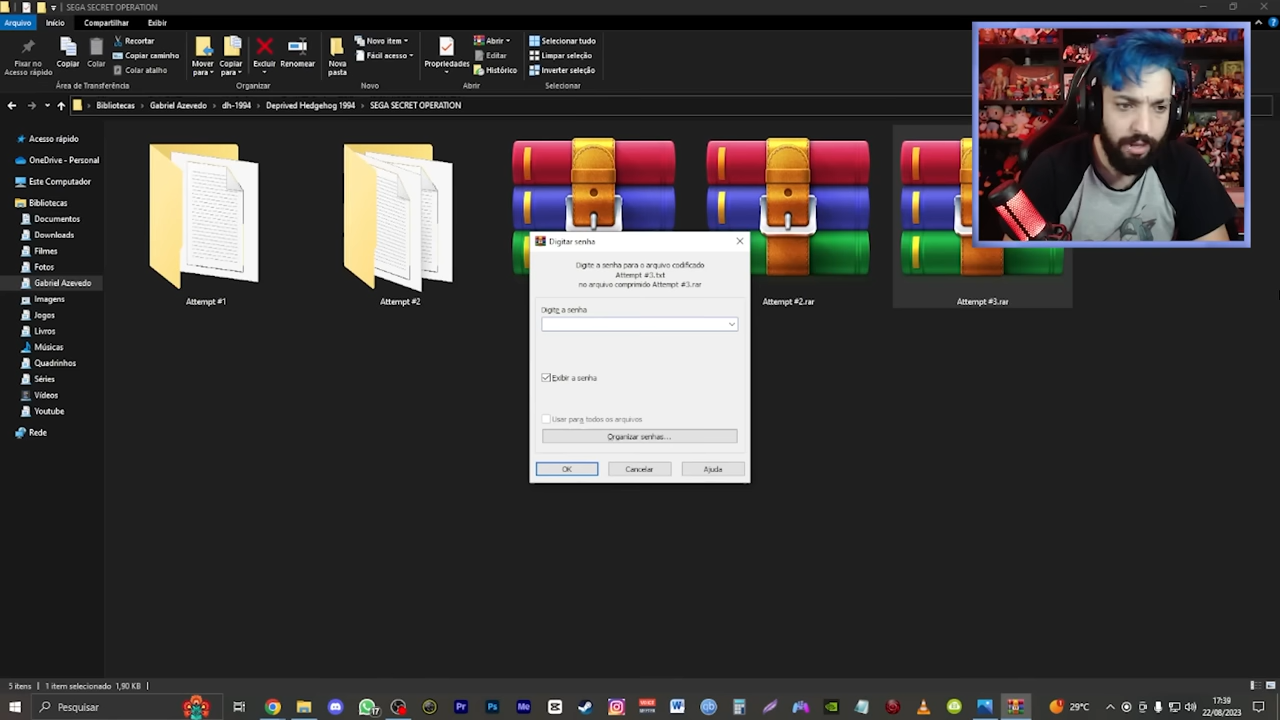 SEGA SECRET OPERATION
Arquivo
Início
Compartilhar
Exibir
Fixar no
Acesso rápido
Copiar
Colar
Recortar
Copiar caminho
Colar atalho
Área de Transferência
Mover
para
Copiar
para
Excluir
Renomear
Organizar
Nova
pasta
Novo item
Fácil acesso
Novo
Propriedades
Abrir
Editar
Histórico
Abrir
Selecionar tudo
Limpar seleção
Inverter seleção
Selecionar
Bibliotecas > Gabriel Azevedo > dh-1994 > Deprived Hedgehog 1994 > SEGA SECRET OPERATION
Acesso rápido
OneDrive - Personal
Este Computador
Bibliotecas
Documentos
Downloads
Filmes
Fotos
Gabriel Azevedo
Imagens
Jogos
Livros
Músicas
Quadrinhos
Séries
Vídeos
Youtube
Rede
Attempt #1
Attempt #2
Attempt #2.rar
Attempt #3.rar
Digitar senha
Digite a senha para o arquivo codificado
Attempt #3.txt
no arquivo comprimido Attempt #3.rar
Digite a senha
Exibir a senha
Usar para todos os arquivos
Organizar senhas...
OK
Cancelar
Ajuda
5 itens
1 item selecionado 1,90 KB
Pesquisar
17
Pr
Ps
Me
W
29°C
17:39
22/08/2023